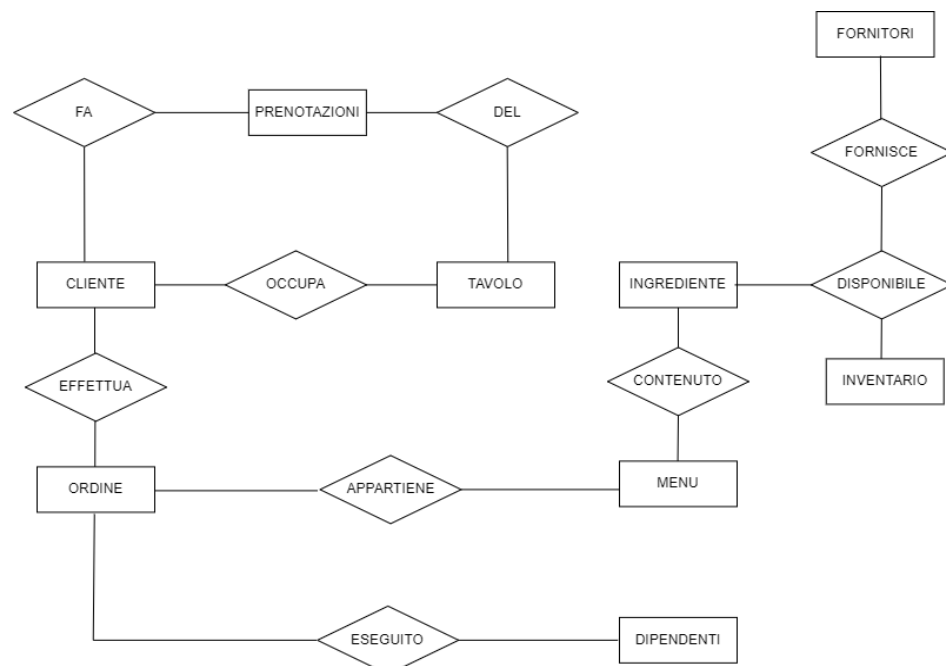 FORNITORI
FA
PRENOTAZIONI
DEL
FORNISCE
CLIENTE
OCCUPA
TAVOLO
INGREDIENTE
DISPONIBILE
EFFETTUA
CONTENUTO
INVENTARIO
ORDINE
APPARTIENE
MENU
ESEGUITO
DIPENDENTI